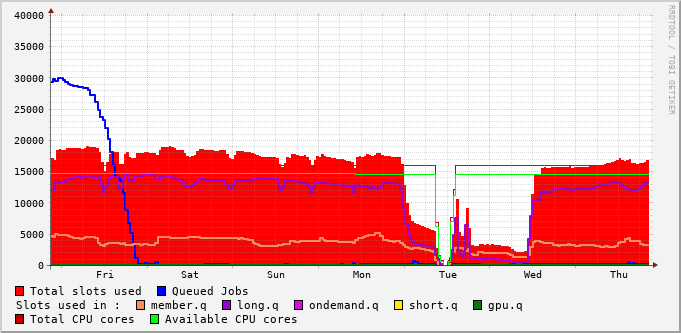 40000
35000
30000
25000
20000
15000
10000
5000
0
Fri Sat Sun Mon Tue Wed Thu
Total slots used Queued Jobs
Slots used in : member.q long.q ondemand.q short.q gpu.q
Total CPU cores Available CPU cores
RRDTOOL / TOBI OETIKER